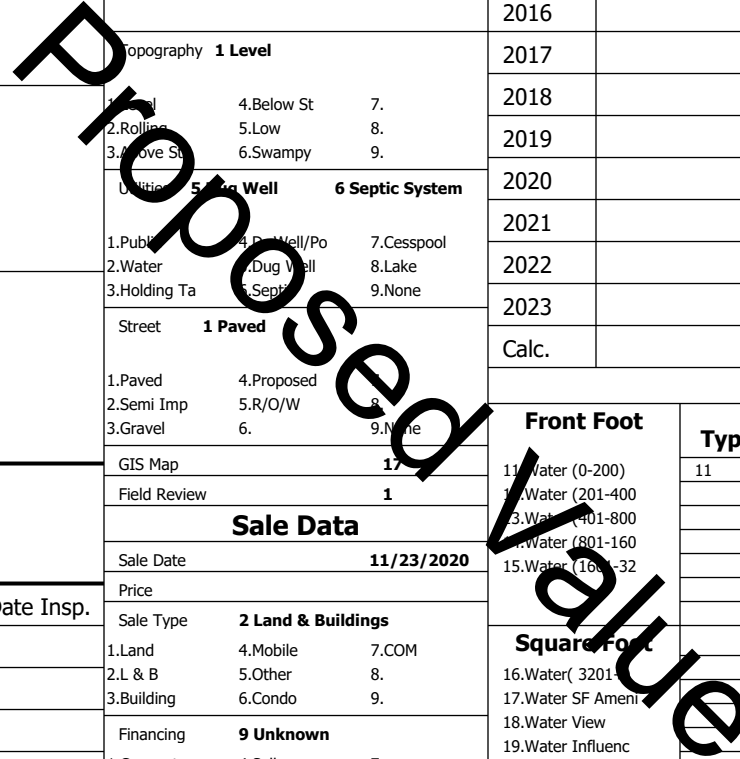 Proposed Value
Topography 1 Level
4.Below St 7.
2.Rolling 5.Low 8.
3.Above St 6.Swampy 9.
Utilities 5 Dug Well 6 Septic System
4.Dr Well/Po 7.Cesspool
2.Water 5.Dug Well 8.Lake
3.Holding Ta 6.Septic 9.None
Street 1 Paved
1.Paved 4.Proposed
2.Semi Imp 5.R/O/W 8.
3.Gravel 6. 9.None
GIS Map 17
Field Review 1
Sale Data
Sale Date 11/23/2020
Price
Sale Type 2 Land & Buildings
1.Land 4.Mobile 7.COM
2.L & B 5.Other 8.
3.Building 6.Condo 9.
Financing 9 Unknown
Date Insp.
2016
2017
2018
2019
2020
2021
2022
2023
Calc.
Front Foot
11.Water (0-200)
12.Water (201-400
13.Water (401-800
14.Water (801-160
15.Water (1601-32
Square Foot
16.Water( 3201-
17.Water SF Ameni
18.Water View
19.Water Influenc
Typ
11